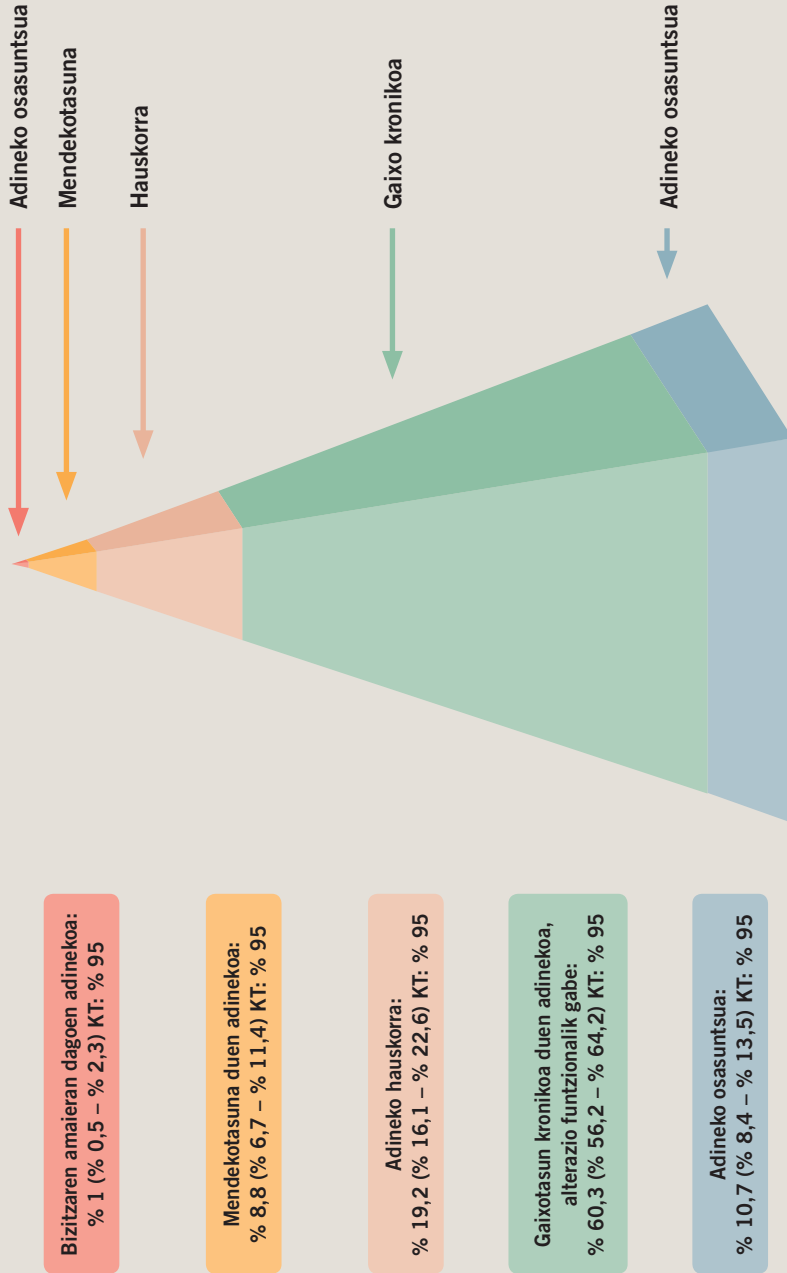 Bizitzaren amaieran dagoen adinekoa:
% 1 (% 0,5 – % 2,3) KT: % 95
Mendekotasuna duen adinekoa:
% 8,8 (% 6,7 – % 11,4) KT: % 95
Adineko hauskorra:
% 19,2 (% 16,1 – % 22,6) KT: % 95
Gaixotasun kronikoa duen adinekoa,
alterazio funtzionalik gabe:
% 60,3 (% 56,2 – % 64,2) KT: % 95
Adineko osasuntsua:
% 10,7 (% 8,4 – % 13,5) KT: % 95
Adineko osasuntsua
Mendekotasuna
Hauskorra
Gaixo kronikoa
Adineko osasuntsua